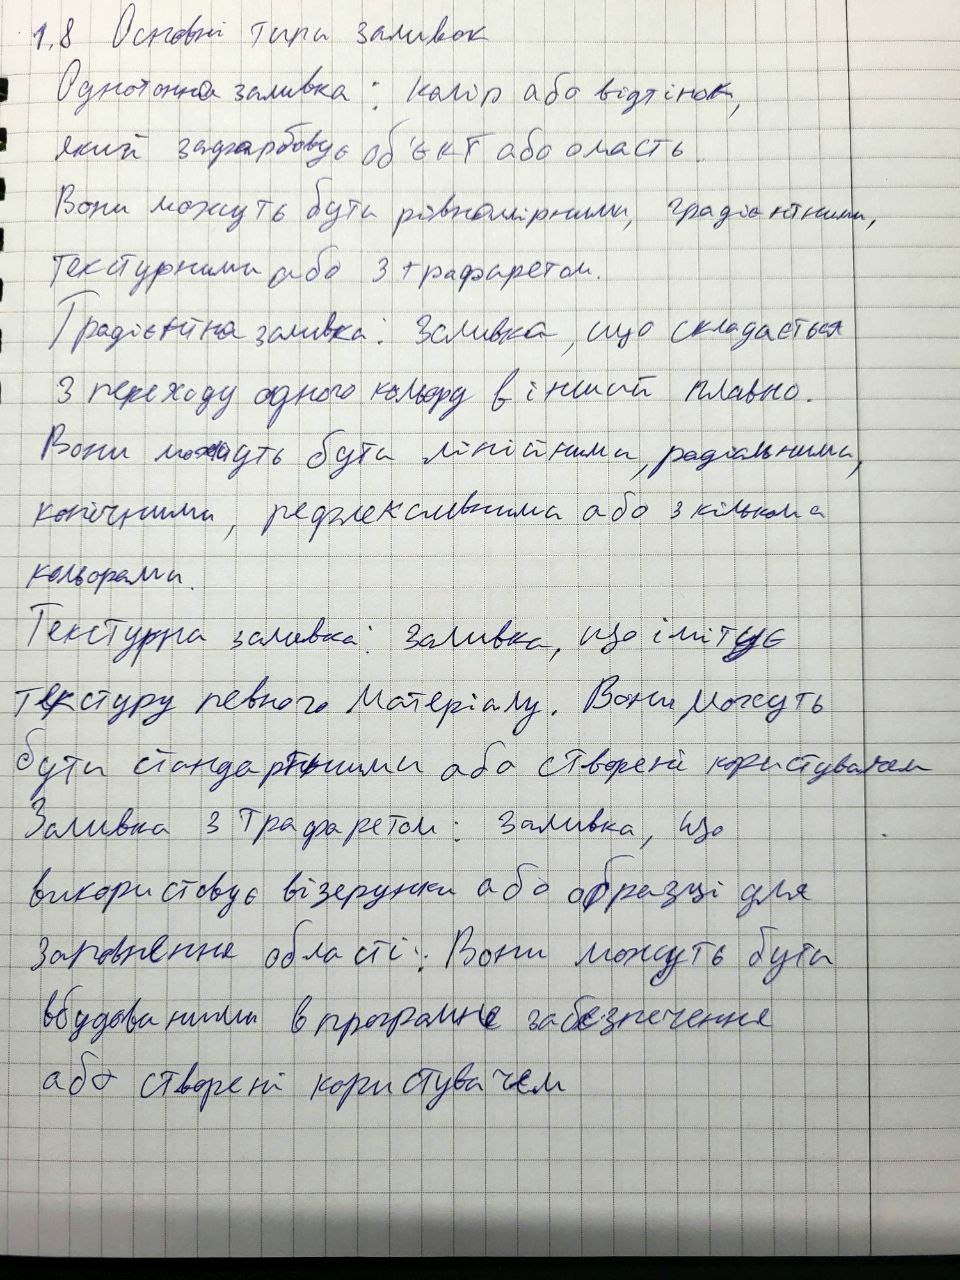 1.8 Основні типи заливок
Однотонна заливка: колір або відтінок,
який зафарбовує об'єкт або область.
Вони можуть бути рівномірними, градієнтними,
текстурними або з трафаретом.
Градієнтна заливка: Заливка, що складається
з переходу одного кольору в інший плавно.
Вони можуть бути лінійними, радіальними,
конічними, рефлексивними або з кількома
кольорами.
Текстурна заливка: Заливка, що імітує
текстуру певного матеріалу. Вони можуть
бути стандартними або створені користувачем
Заливка з трафаретом: заливка, що
використовує візерунки або образці для
заповнення області. Вони можуть бути
вбудованими в програмне забезпечення
або створені користувачем